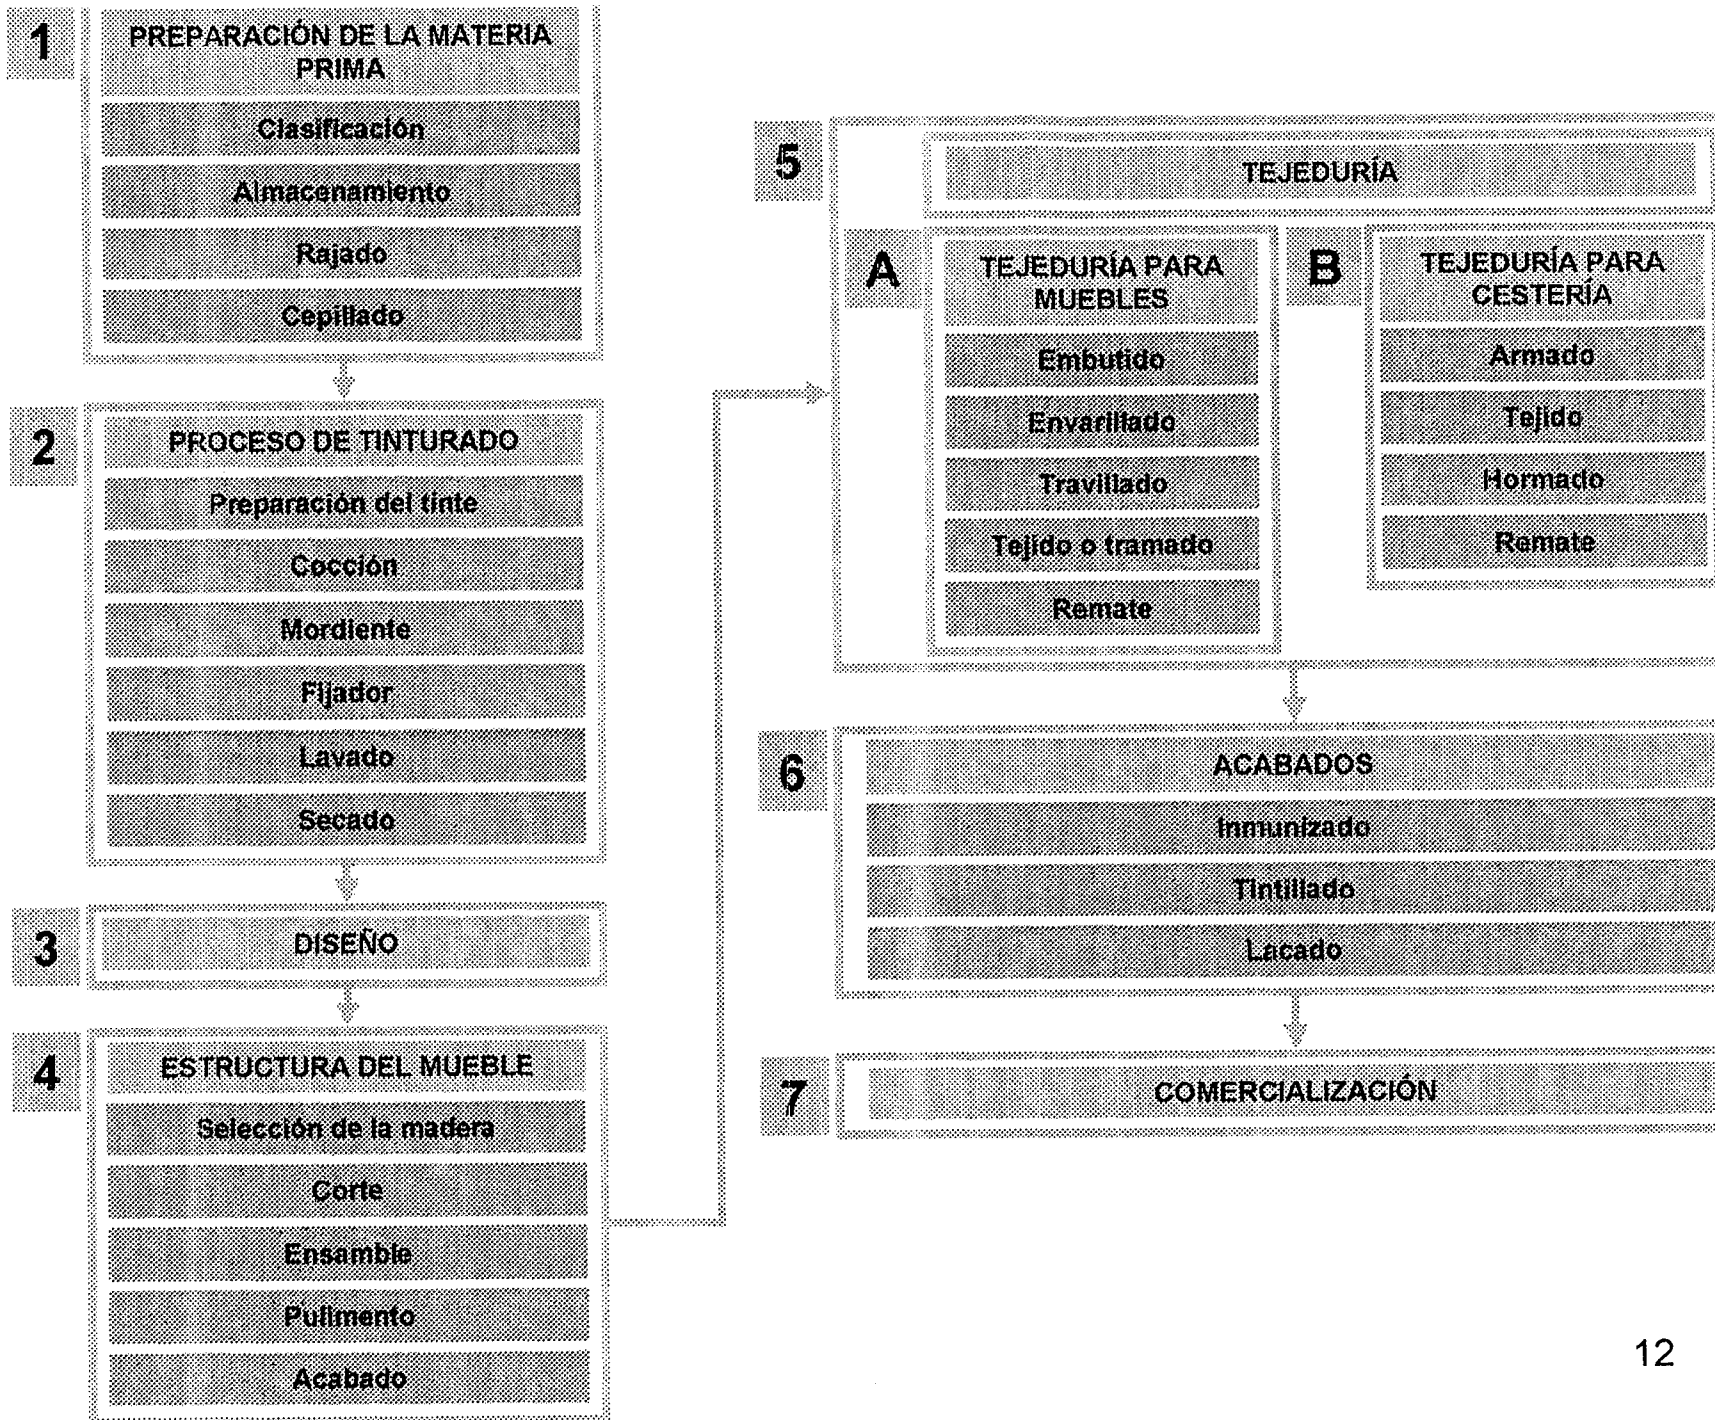 1
PREPARACIÓN DE LA MATERIA
PRIMA
Clasificación
Almacenamiento
Rajado
Cepillado
2
PROCESO DE TINTURADO
Preparación del tinte
Cocción
Mordiente
Fijador
Lavado
Secado
3
DISEÑO
4
ESTRUCTURA DEL MUEBLE
Selección de la madera
Corte
Ensamble
Pulimento
Acabado
5
TEJEDURÍA
A
TEJEDURÍA PARA
MUEBLES
Embutido
Envarillado
Travillado
Tejido o tramado
Remate
B
TEJEDURÍA PARA
CESTERÍA
Armado
Tejido
Hormado
Remate
6
ACABADOS
Inmunizado
Tintillado
Lacado
7
COMERCIALIZACIÓN
12